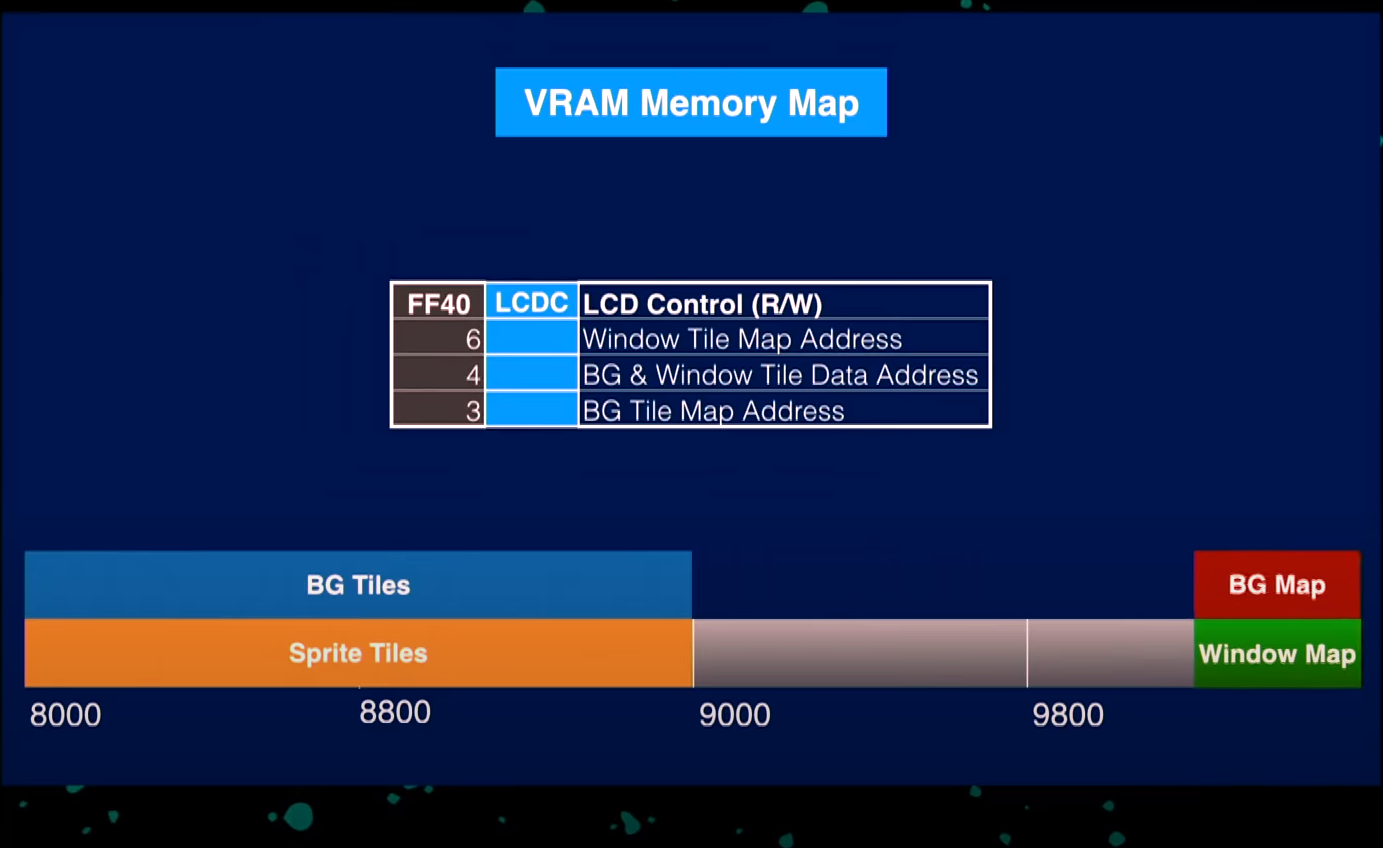 VRAM Memory Map
FF40 LCDC LCD Control (R/W)
6 Window Tile Map Address
4 BG & Window Tile Data Address
3 BG Tile Map Address
BG Tiles BG Map
Sprite Tiles Window Map
8000 8800 9000 9800